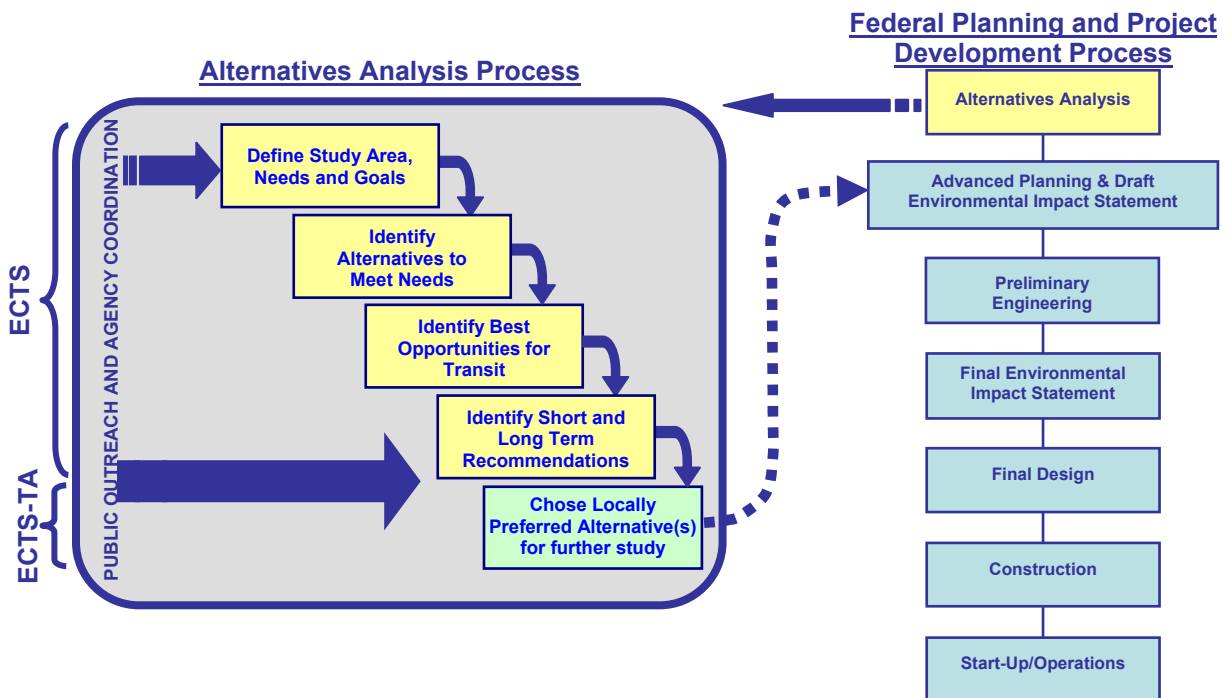 Federal Planning and Project
Development Process
Alternatives Analysis Process
ECTS
ECTS-TA
PUBLIC OUTREACH AND AGENCY COORDINATION
Define Study Area,
Needs and Goals
Identify
Alternatives to
Meet Needs
Identify Best
Opportunities for
Transit
Identify Short and
Long Term
Recommendations
Chose Locally
Preferred Alternative(s)
for further study
Alternatives Analysis
Advanced Planning & Draft
Environmental Impact Statement
Preliminary
Engineering
Final Environmental
Impact Statement
Final Design
Construction
Start-Up/Operations